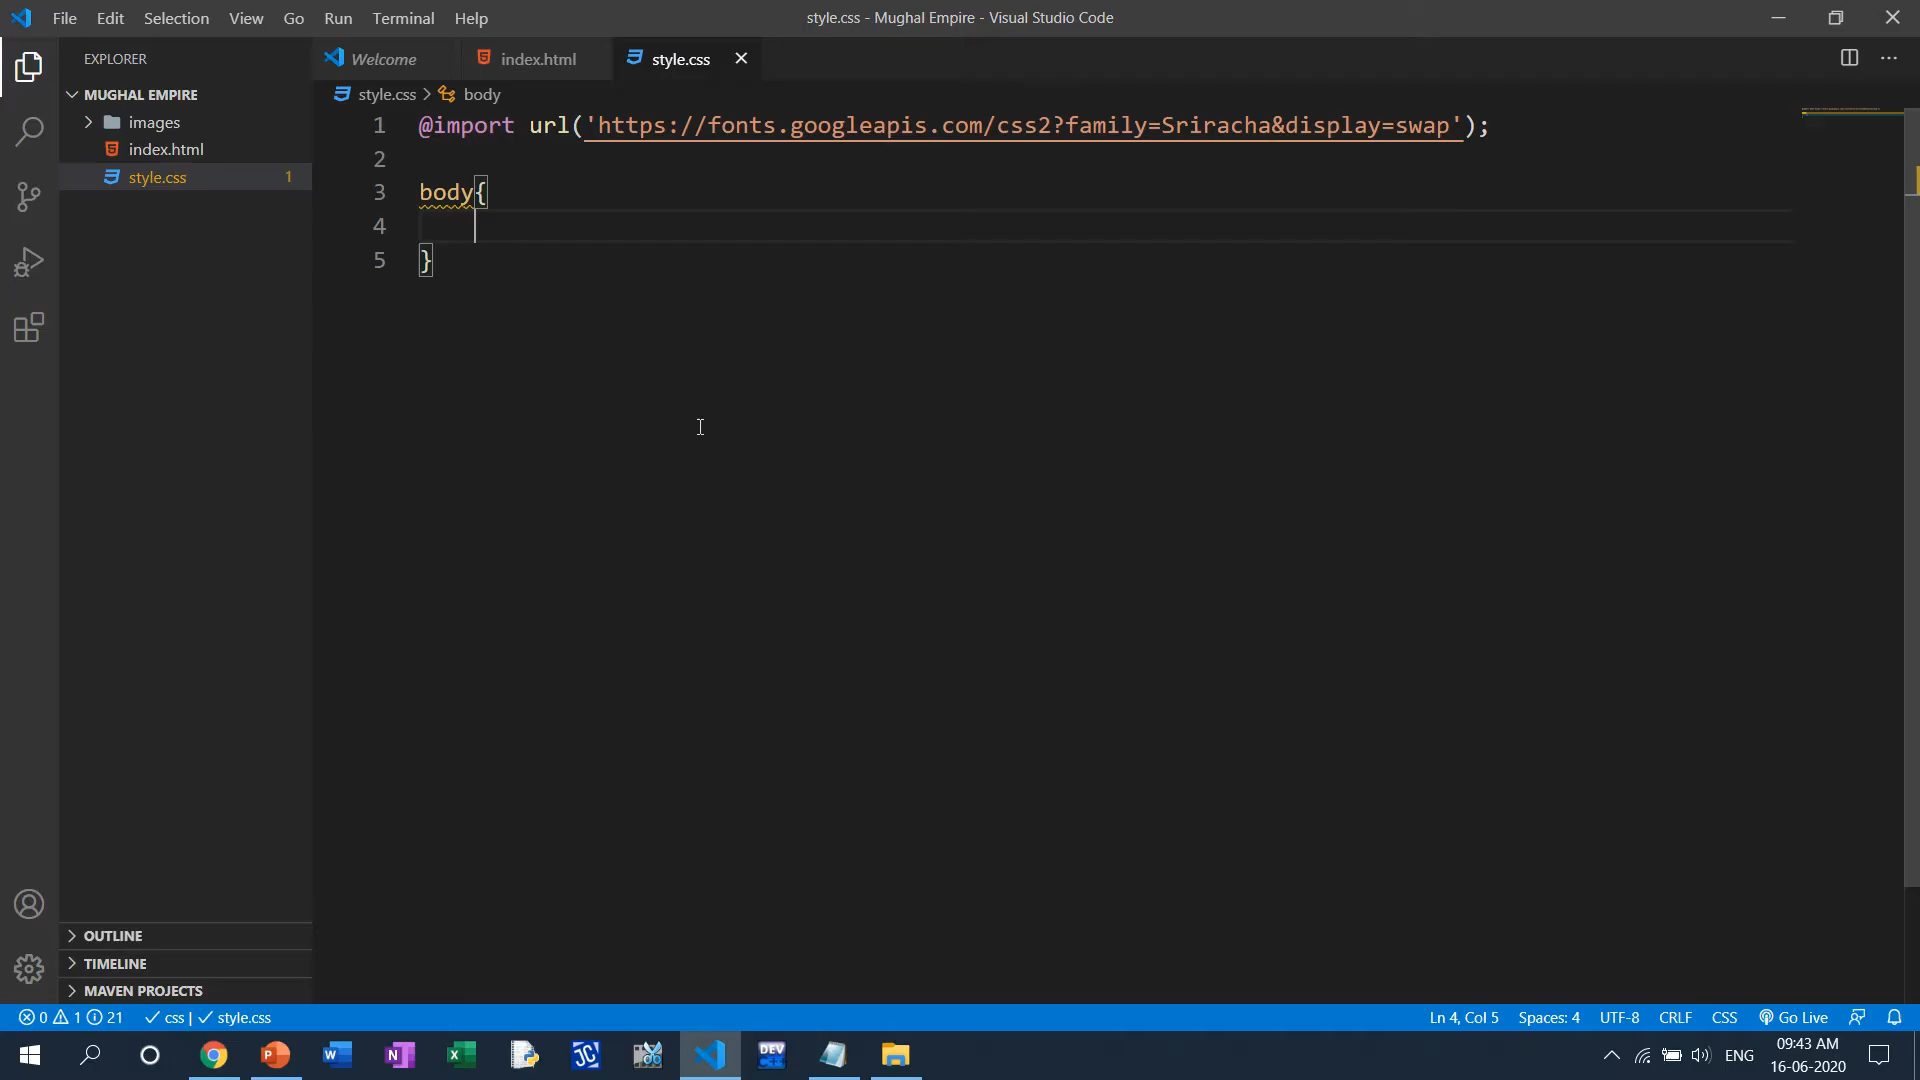 File Edit Selection View Go Run Terminal Help
style.css - Mughal Empire - Visual Studio Code
EXPLORER
Welcome
index.html
style.css
MUGHAL EMPIRE
images
index.html
style.css 1
style.css > body
1 @import url('https://fonts.googleapis.com/css2?family=Sriracha&display=swap');
2
3 body{
4
5 }
OUTLINE
TIMELINE
MAVEN PROJECTS
0 1 21 css | style.css
Ln 4, Col 5 Spaces: 4 UTF-8 CRLF CSS Go Live
DEV
ENG
09:43 AM
16-06-2020